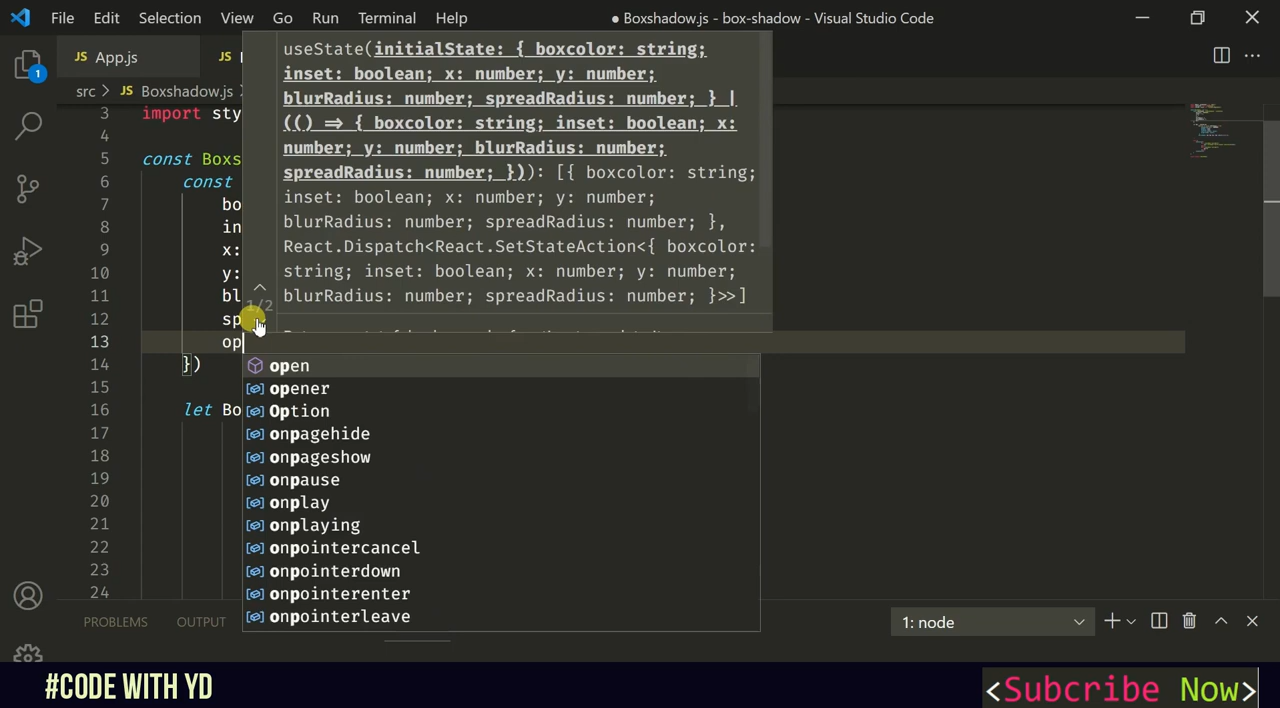 File Edit Selection View Go Run Terminal Help
● Boxshadow.js - box-shadow - Visual Studio Code
1
JS App.js
JS
src > JS Boxshadow.js
useState(initialState: { boxcolor: string;
inset: boolean; x: number; y: number;
blurRadius: number; spreadRadius: number; } |
(() => { boxcolor: string; inset: boolean; x:
number; y: number; blurRadius: number;
spreadRadius: number; })): [{ boxcolor: string;
inset: boolean; x: number; y: number;
blurRadius: number; spreadRadius: number; },
React.Dispatch<React.SetStateAction<{ boxcolor:
string; inset: boolean; x: number; y: number;
blurRadius: number; spreadRadius: number; }>>]
1/2
3 import sty
4
5 const Boxs
6 const
7 bo
8 in
9 x:
10 y:
11 bl
12 sp
13 op
14 })
15
16 let Bo
17
18
19
20
21
22
23
24
open
opener
Option
onpagehide
onpageshow
onpause
onplay
onplaying
onpointercancel
onpointerdown
onpointerenter
onpointerleave
PROBLEMS OUTPUT
1: node
#CODE WITH YD
<Subcribe Now>